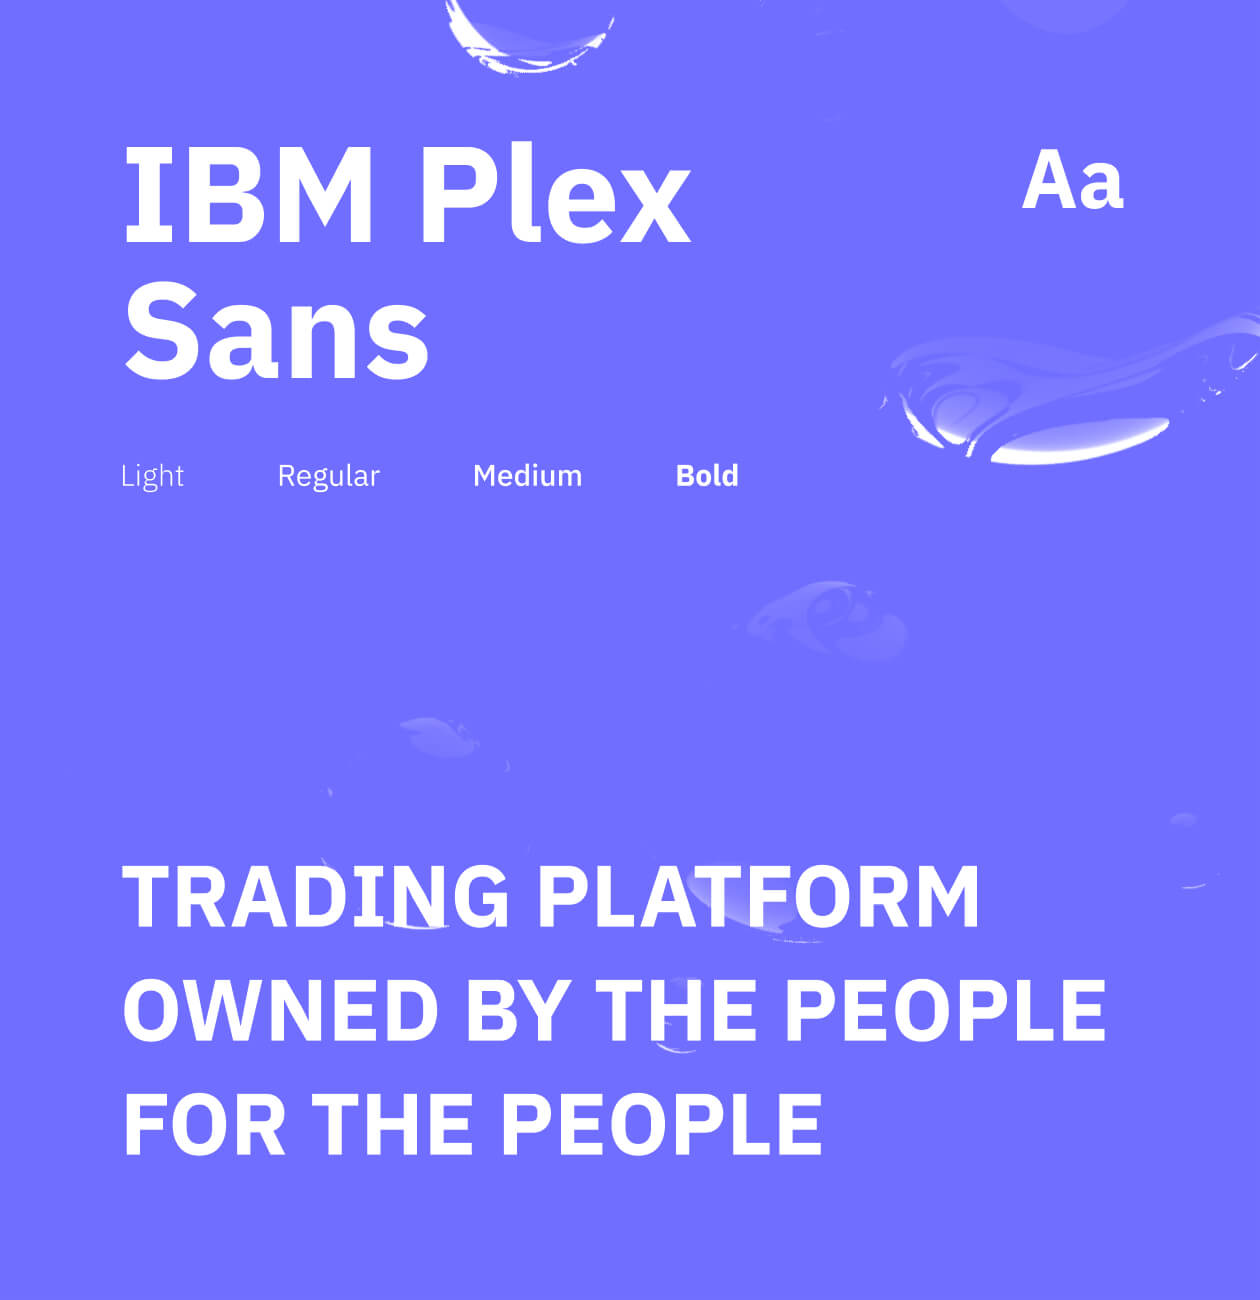 IBM Plex
Aa
Sans
Light Regular Medium Bold
TRADING PLATFORM
OWNED BY THE PEOPLE
FOR THE PEOPLE